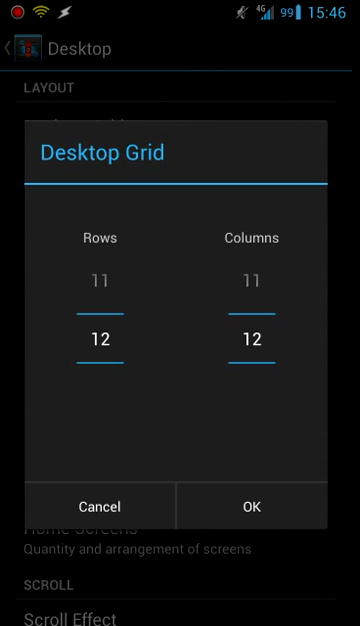 4G 99 15:46
Desktop
LAYOUT
Desktop Grid
Rows Columns
11 11
12 12
Cancel OK
Home Screens
Quantity and arrangement of screens
SCROLL
Scroll Effect